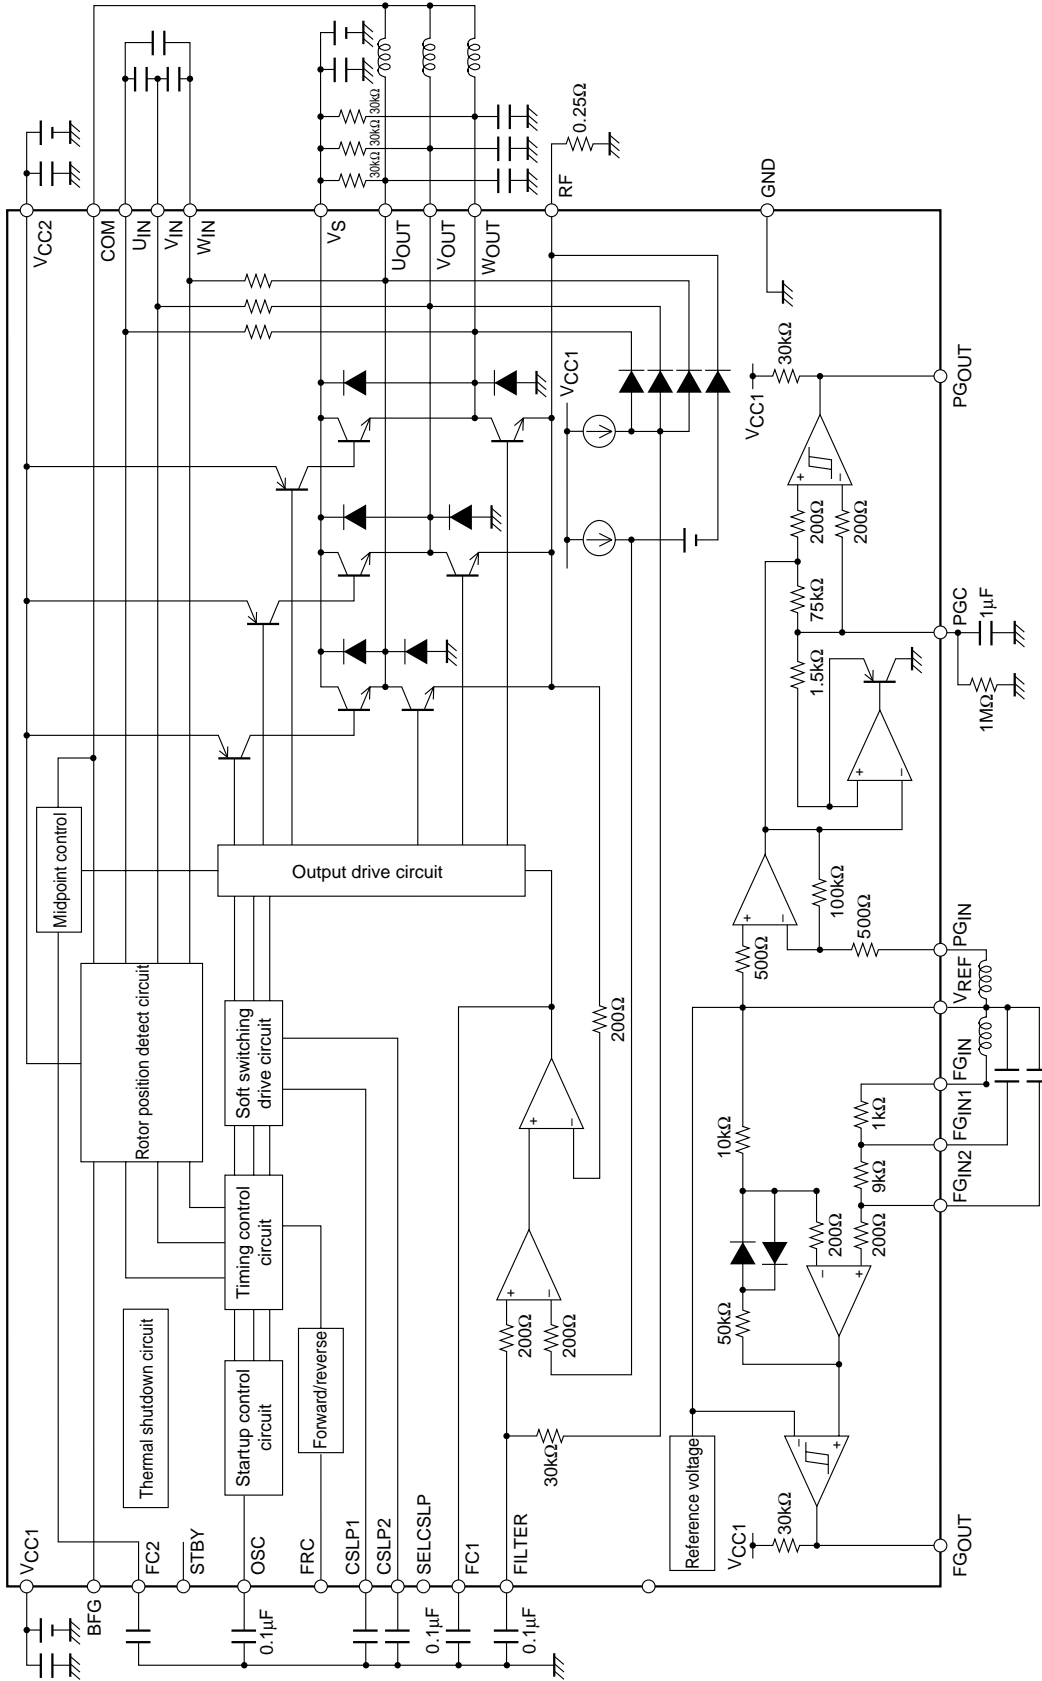 VCC2
COM
UIN
VIN
WIN
VS
UOUT
VOUT
WOUT
RF
GND
30kΩ
30kΩ
30kΩ
0.25Ω
VCC1
VCC1
30kΩ
PGOUT
+
−
200Ω
200Ω
75kΩ
1.5kΩ
PGC
1µF
1MΩ
+
−
Midpoint control
Output drive circuit
+
−
100kΩ
500Ω
500Ω
PGIN
VREF
FGIN
FGIN1
FGIN2
Rotor position detect circuit
Soft switching
drive circuit
200Ω
+
−
10kΩ
1kΩ
9kΩ
200Ω
200Ω
−
+
50kΩ
Timing control
circuit
+
−
200Ω
200Ω
Thermal shutdown circuit
Startup control
circuit
Forward/reverse
30kΩ
Reference voltage
−
+
VCC1
30kΩ
FGOUT
VCC1
BFG
FC2
STBY
OSC
FRC
CSLP1
CSLP2
SELCSLP
FC1
FILTER
0.1µF
0.1µF
0.1µF